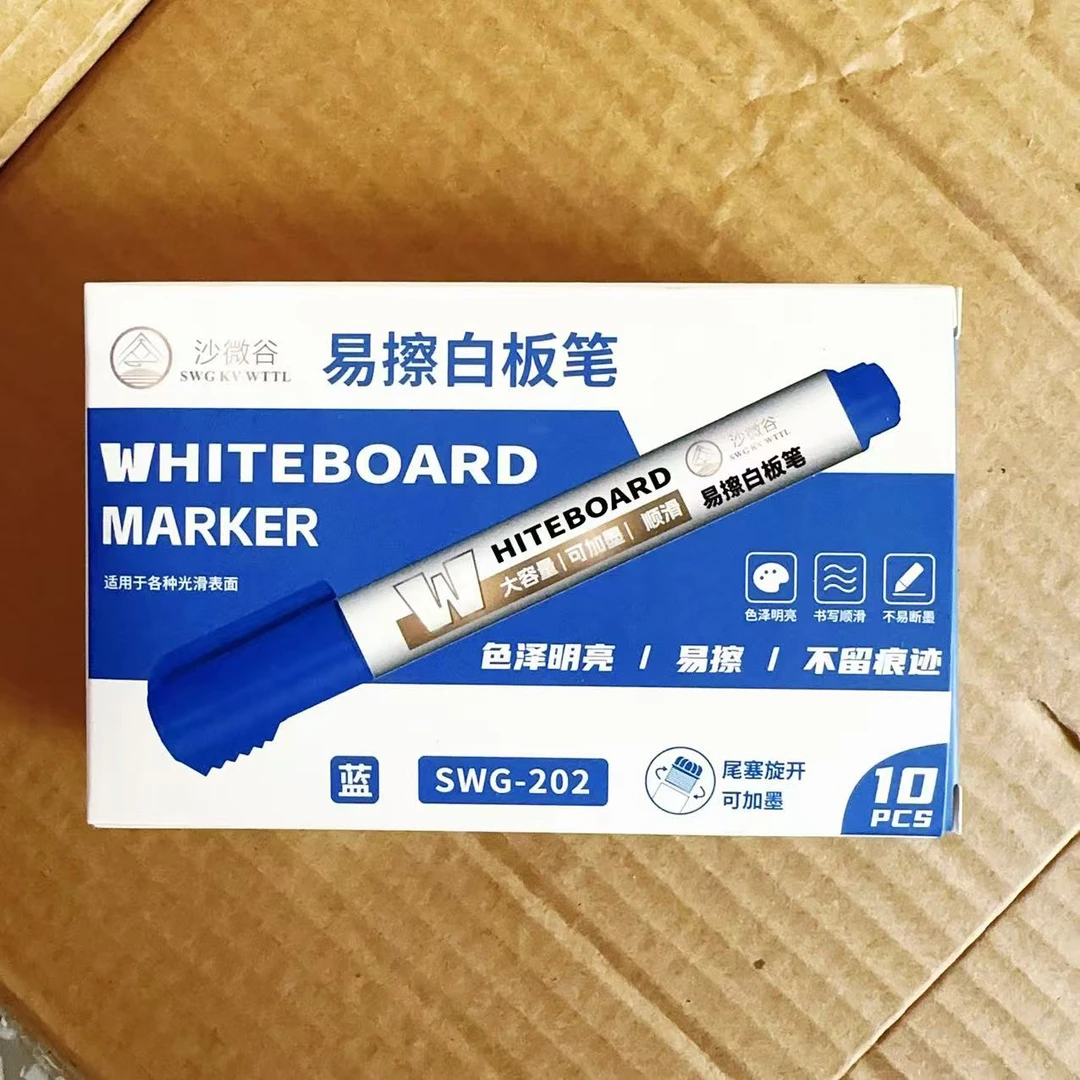 沙微谷
SWG KV WTTL
易擦白板笔
WHITEBOARD
MARKER
适用于各种光滑表面
沙微谷
SWG KV WTTL
易擦白板笔
WHITEBOARD
大容量|可加墨| 顺滑
色泽明亮 书写顺滑 不易断墨
色泽明亮 / 易擦 / 不留痕迹
蓝
SWG-202
尾塞旋开
可加墨
10
PCS